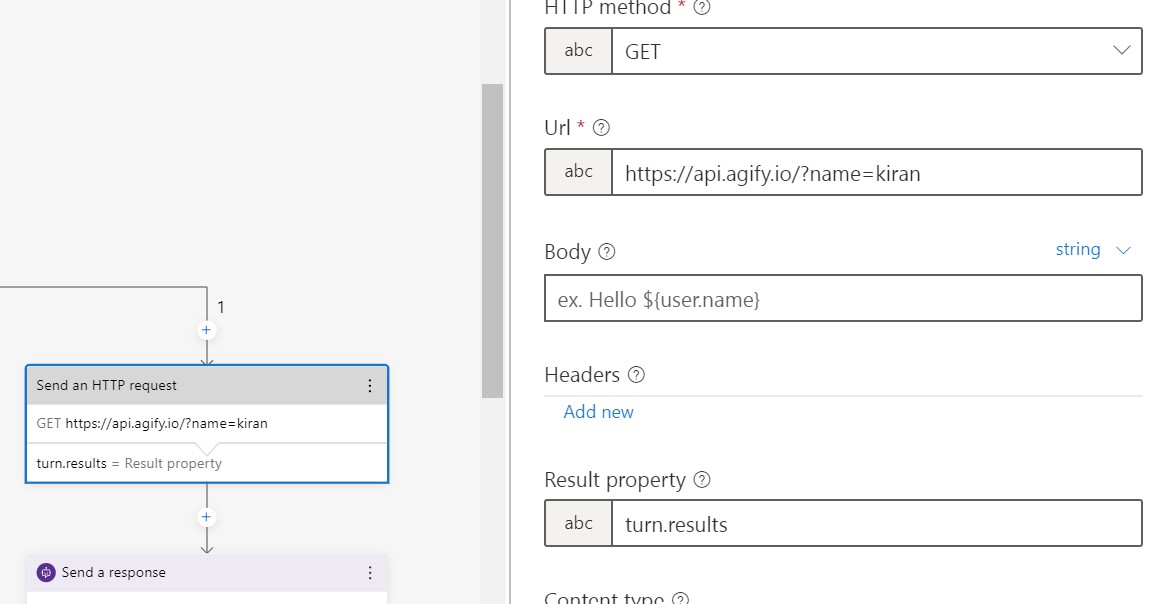 HTTP method * ?
abc GET
Url * ?
abc https://api.agify.io/?name=kiran
Body ? string
ex. Hello ${user.name}
Headers ?
Add new
Result property ?
abc turn.results
Content type ?
1
+
Send an HTTP request
GET https://api.agify.io/?name=kiran
turn.results = Result property
+
Send a response